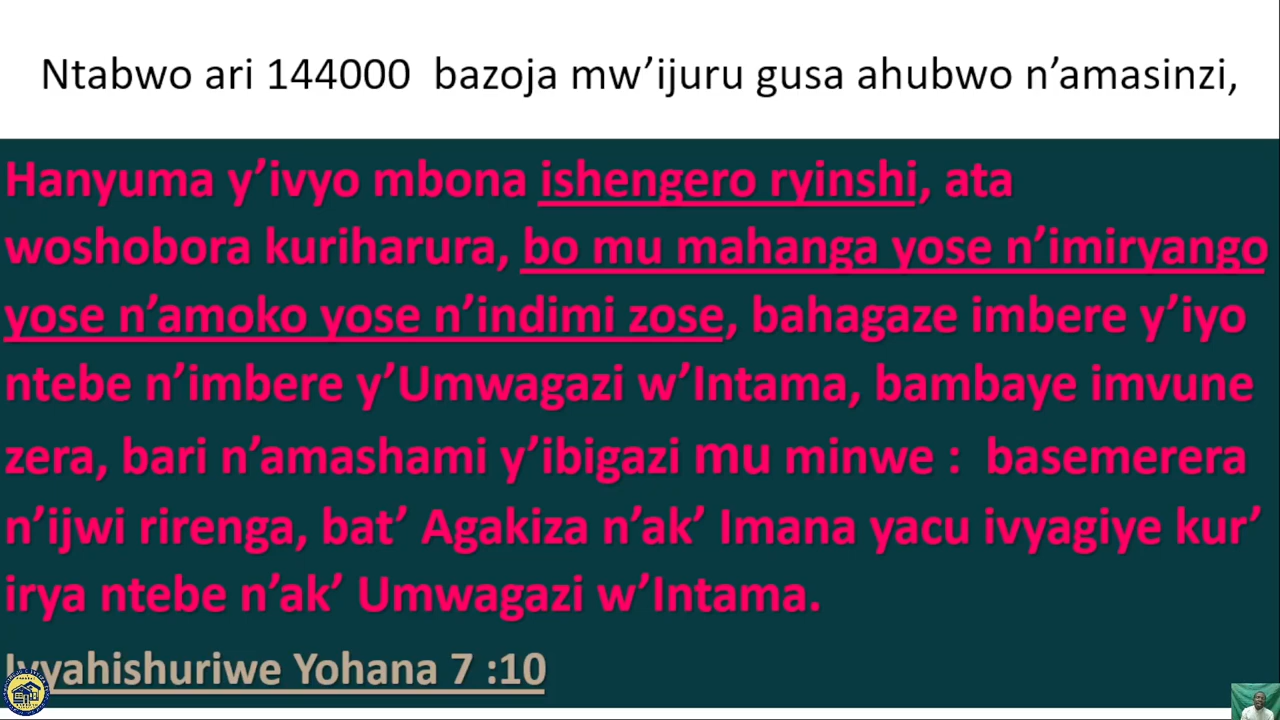 Ntabwo ari 144000 bazoja mw’ijuru gusa ahubwo n’amasinzi,
Hanyuma y’ivyo mbona ishengero ryinshi, ata
woshobora kuriharura, bo mu mahanga yose n’imiryango
yose n’amoko yose n’indimi zose, bahagaze imbere y’iyo
ntebe n’imbere y’Umwagazi w’Intama, bambaye imvune
zera, bari n’amashami y’ibigazi mu minwe : basemerera
n’ijwi rirenga, bat’ Agakiza n’ak’ Imana yacu ivyagiye kur’
irya ntebe n’ak’ Umwagazi w’Intama.
Ivyahishuriwe Yohana 7 :10